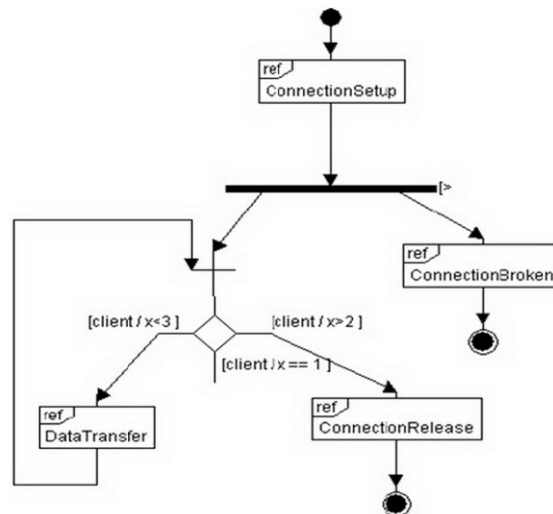 ref
ConnectionSetup
[>
ref
ConnectionBroken
[client / x<3 ]
[client / x>2 ]
[client / x == 1 ]
ref
DataTransfer
ref
ConnectionRelease